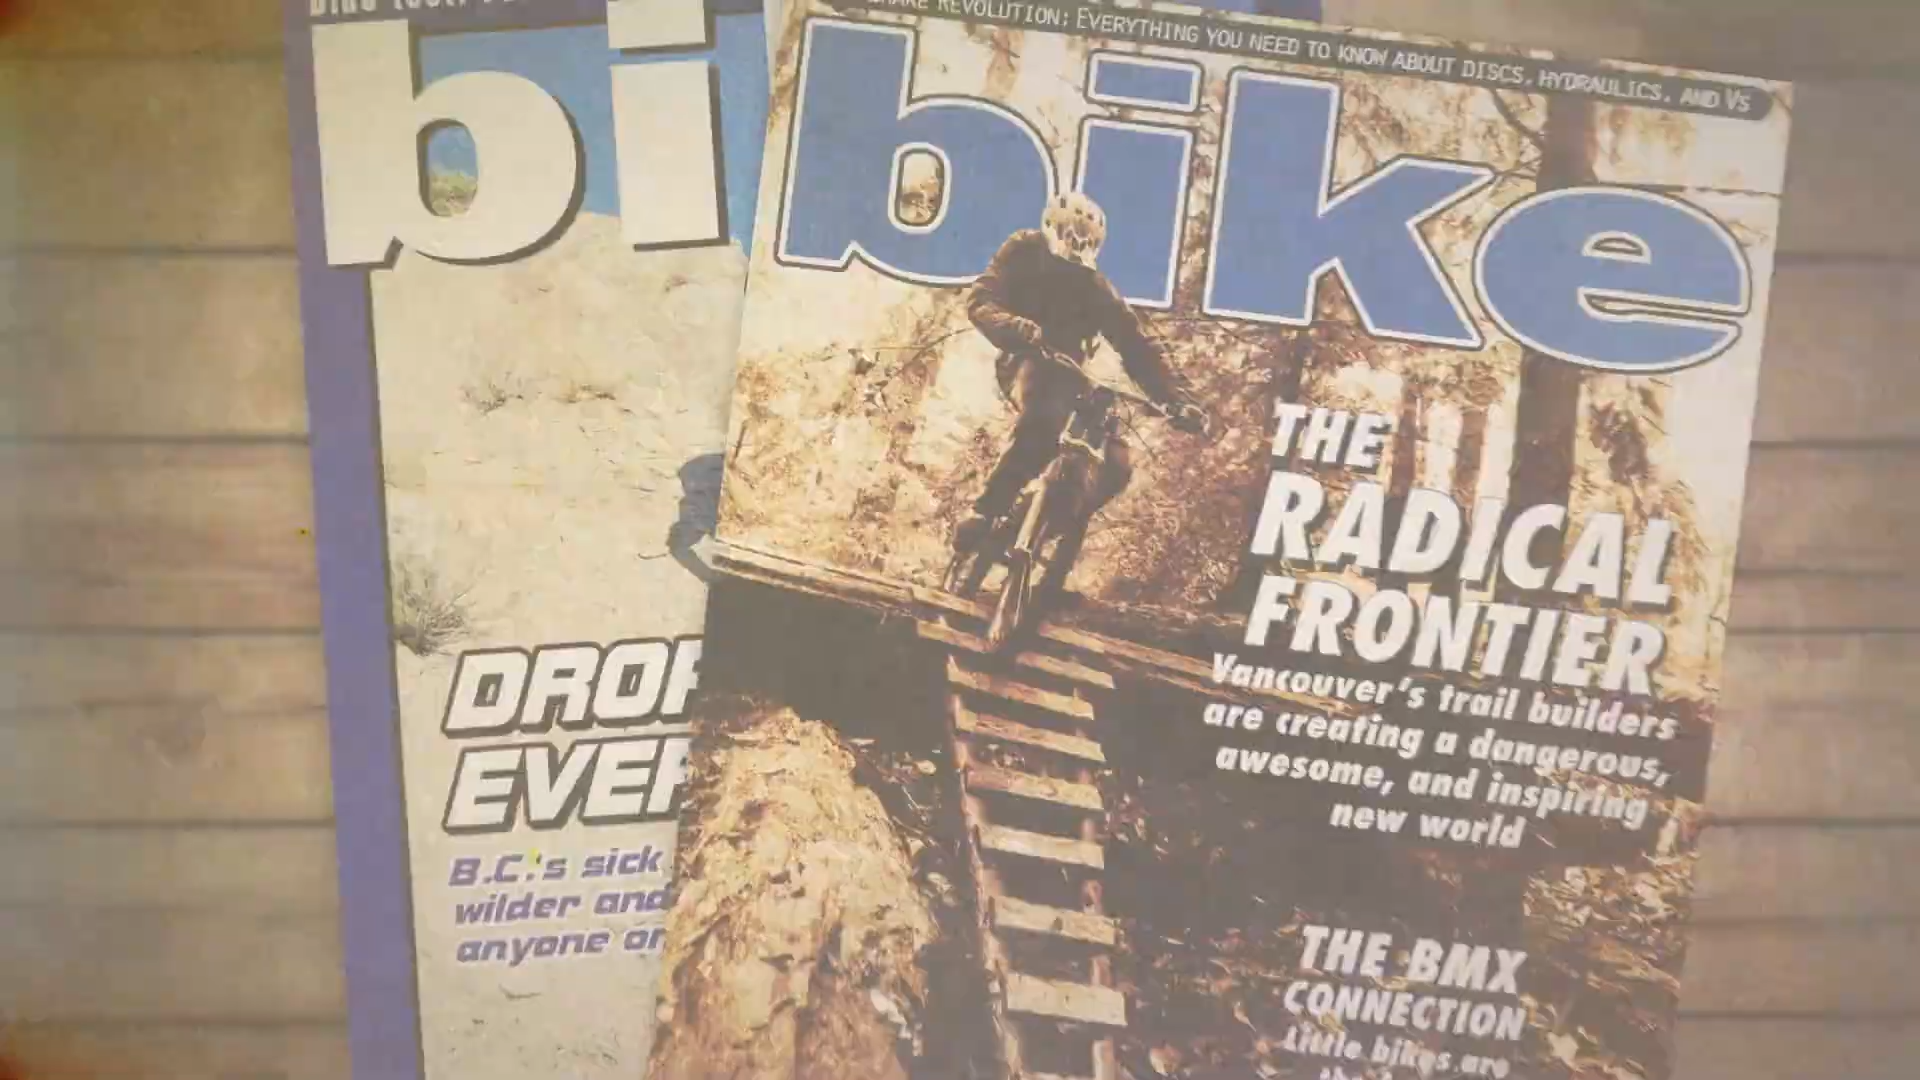 bi
DROP
EVER
B.C.'s sick
wilder and
anyone or
REVOLUTION: EVERYTHING YOU NEED TO KNOW ABOUT DISCS, HYDRAULICS, AND VS
bike
THE
RADICAL
FRONTIER
Vancouver's trail builders
are creating a dangerous,
awesome, and inspiring
new world
THE BMX
CONNECTION
Little bikes are